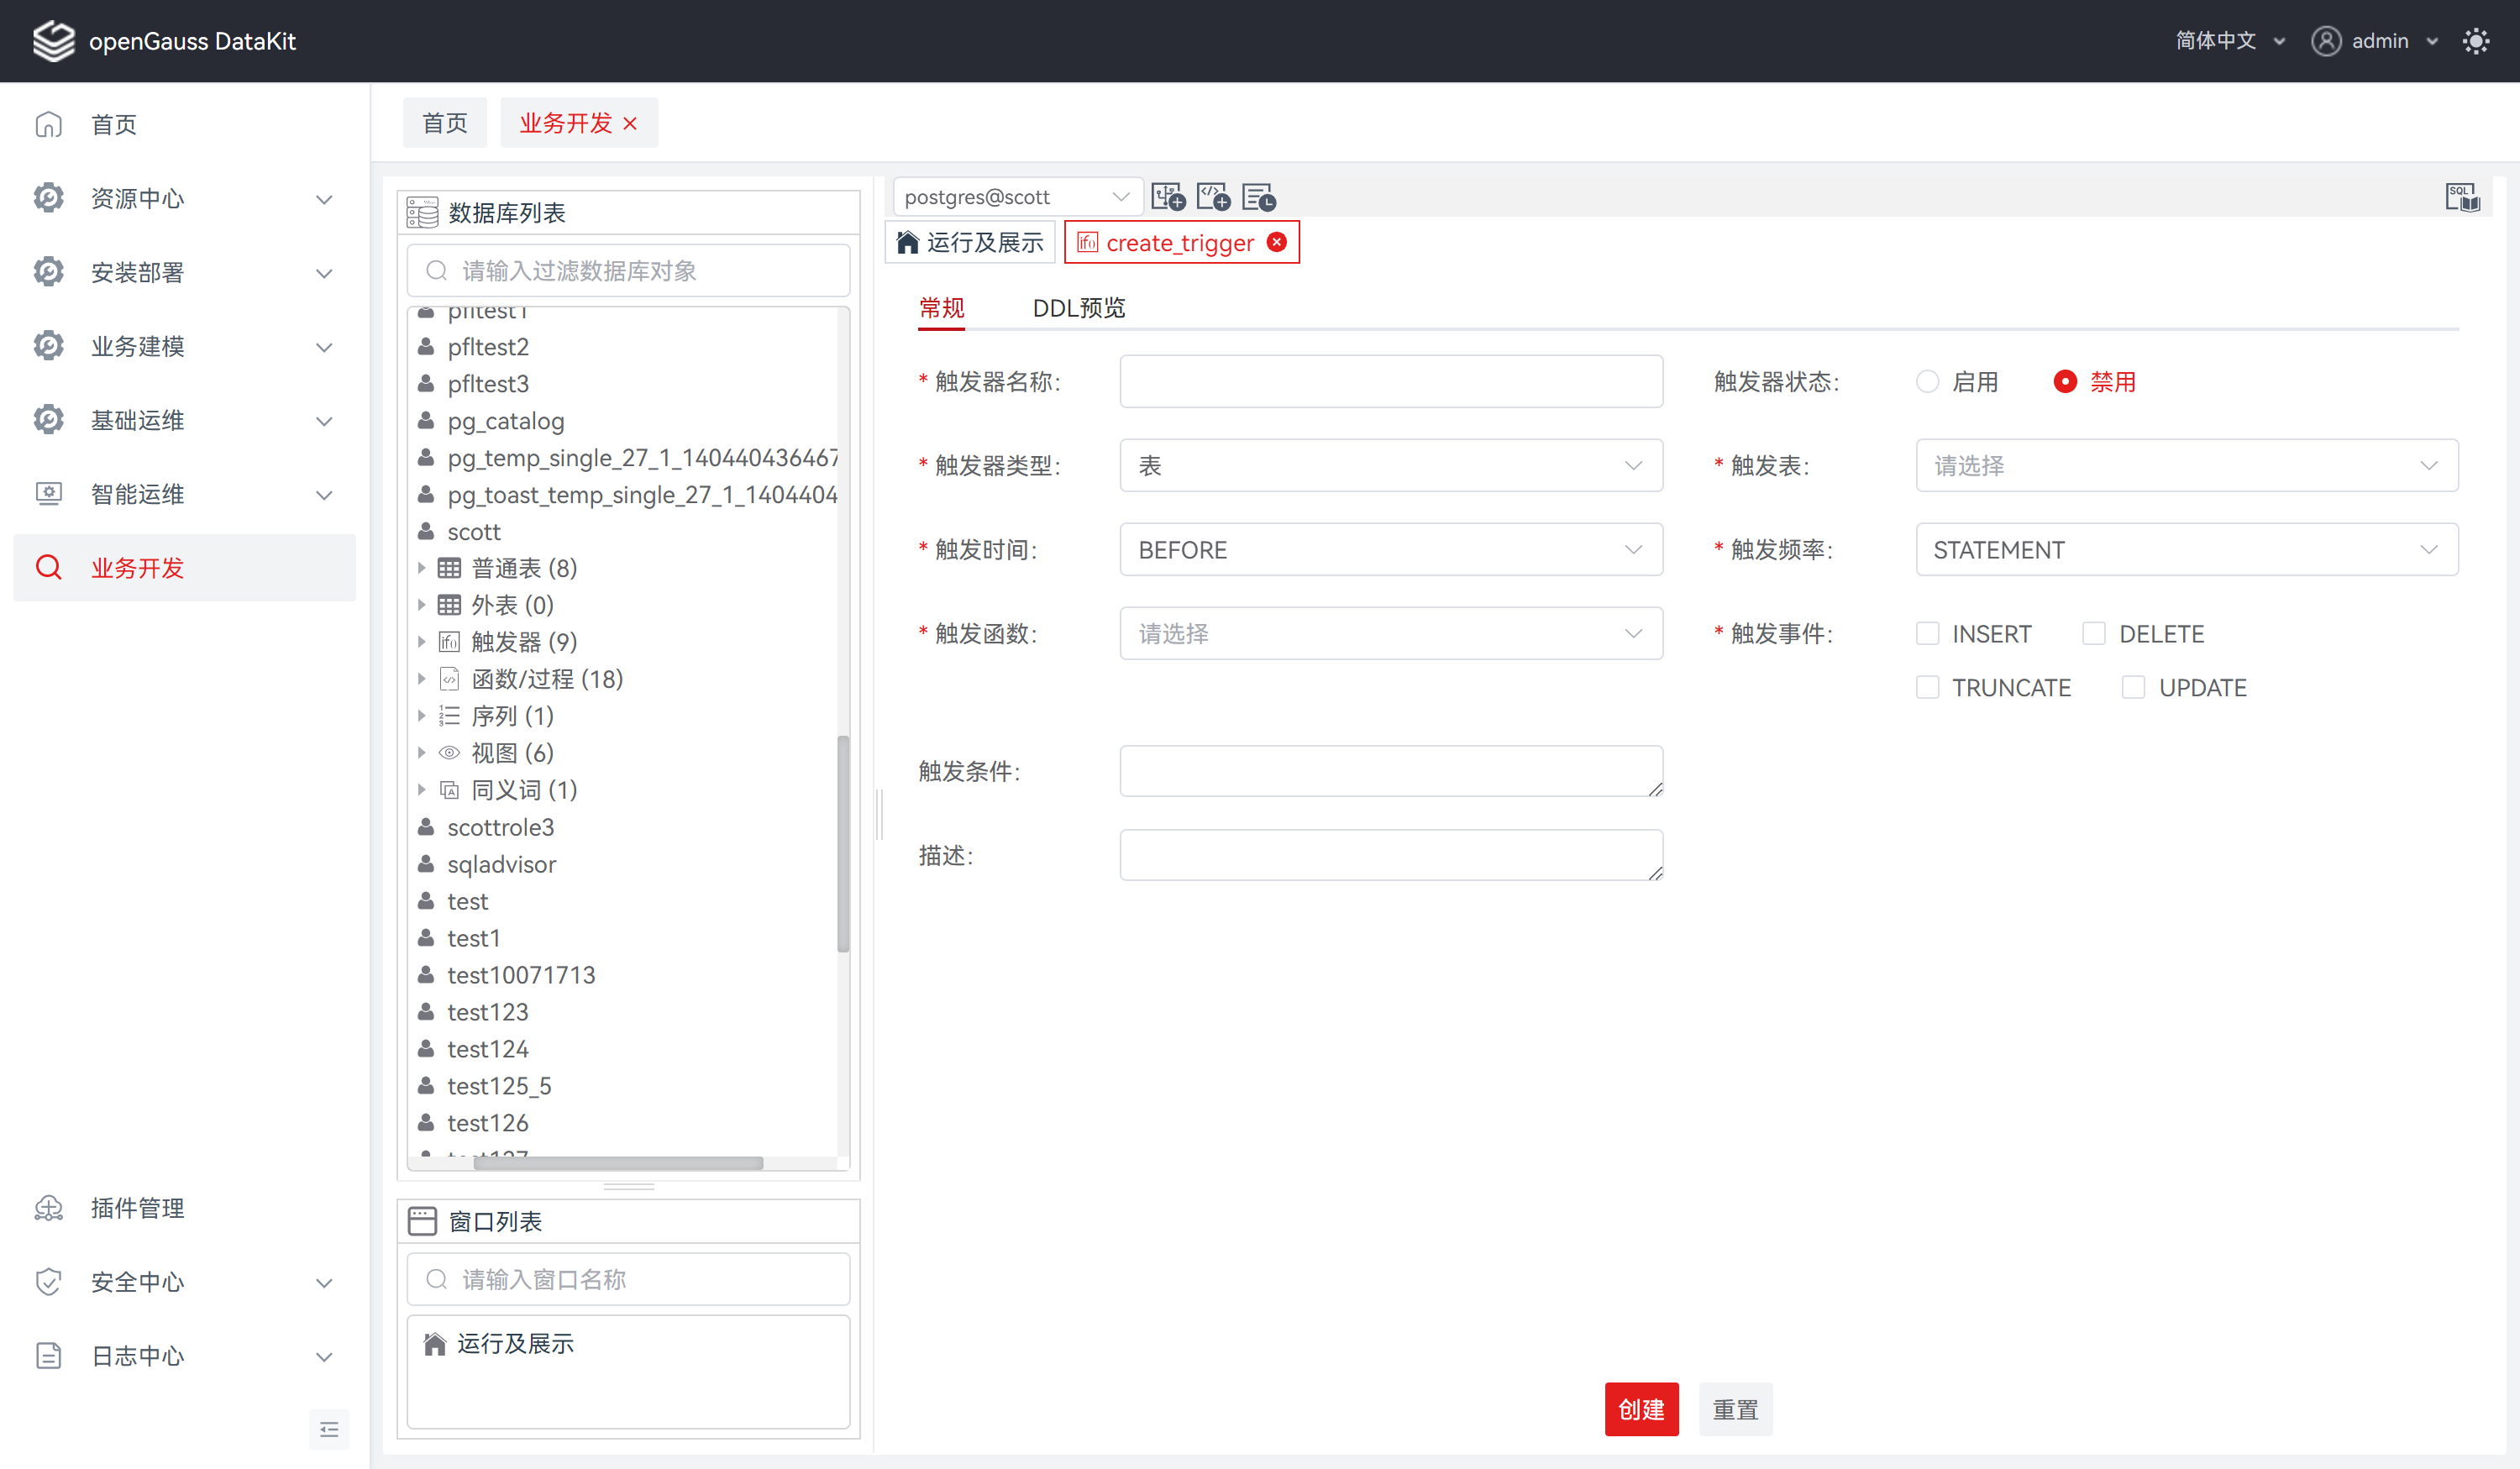 openGauss DataKit
简体中文
admin
首页
资源中心
安装部署
业务建模
基础运维
智能运维
业务开发
插件管理
安全中心
日志中心
首页
业务开发
数据库列表
请输入过滤数据库对象
pfltest1
pfltest2
pfltest3
pg_catalog
pg_temp_single_27_1_140440436467
pg_toast_temp_single_27_1_1404404
scott
普通表 (8)
外表 (0)
触发器 (9)
函数/过程 (18)
序列 (1)
视图 (6)
同义词 (1)
scottrole3
sqladvisor
test
test1
test10071713
test123
test124
test125_5
test126
test127
窗口列表
请输入窗口名称
运行及展示
postgres@scott
SQL
运行及展示
if() create_trigger
常规
DDL预览
* 触发器名称:
触发器状态:
启用
禁用
* 触发器类型:
表
* 触发表:
请选择
* 触发时间:
BEFORE
* 触发频率:
STATEMENT
* 触发函数:
请选择
* 触发事件:
INSERT
DELETE
TRUNCATE
UPDATE
触发条件:
描述:
创建
重置